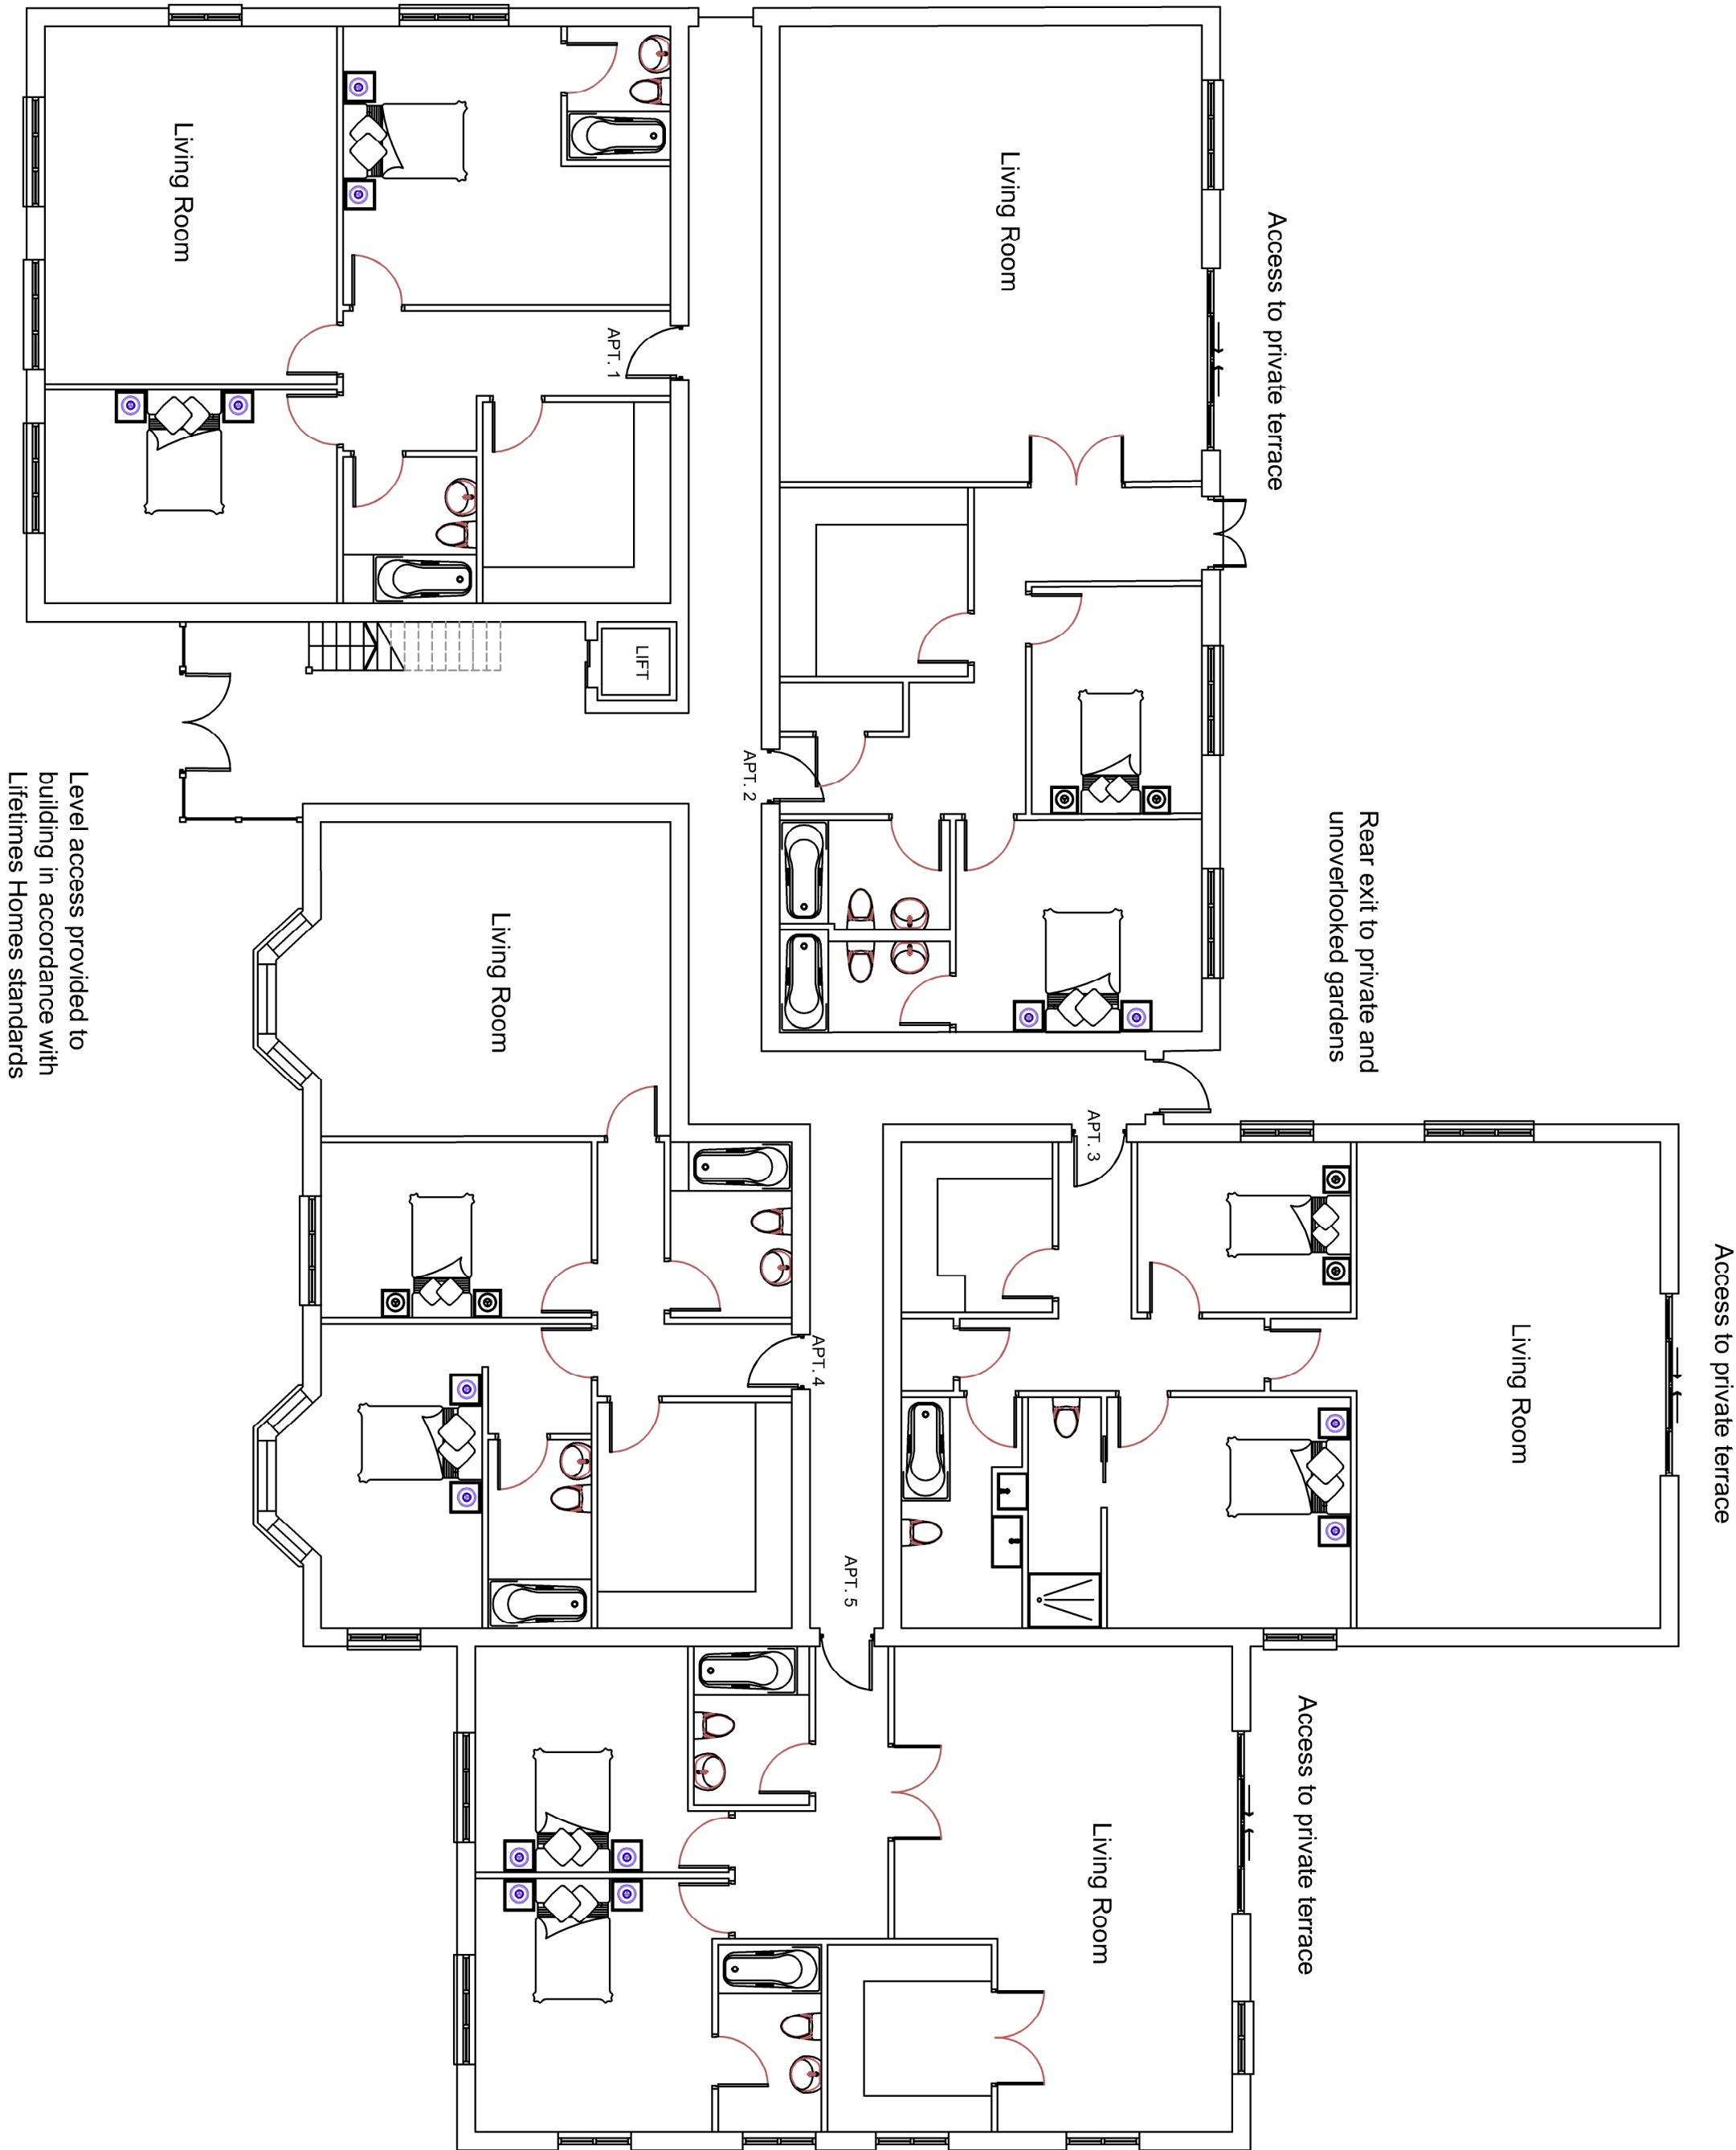 Access to private terrace
Access to private terrace
Access to private terrace
Rear exit to private and
unoverlooked gardens
Living Room
Living Room
Living Room
APT. 3
APT. 2
APT. 5
APT. 4
LIFT
APT. 1
Living Room
Living Room
Level access provided to
building in accordance with
Lifetimes Homes standards